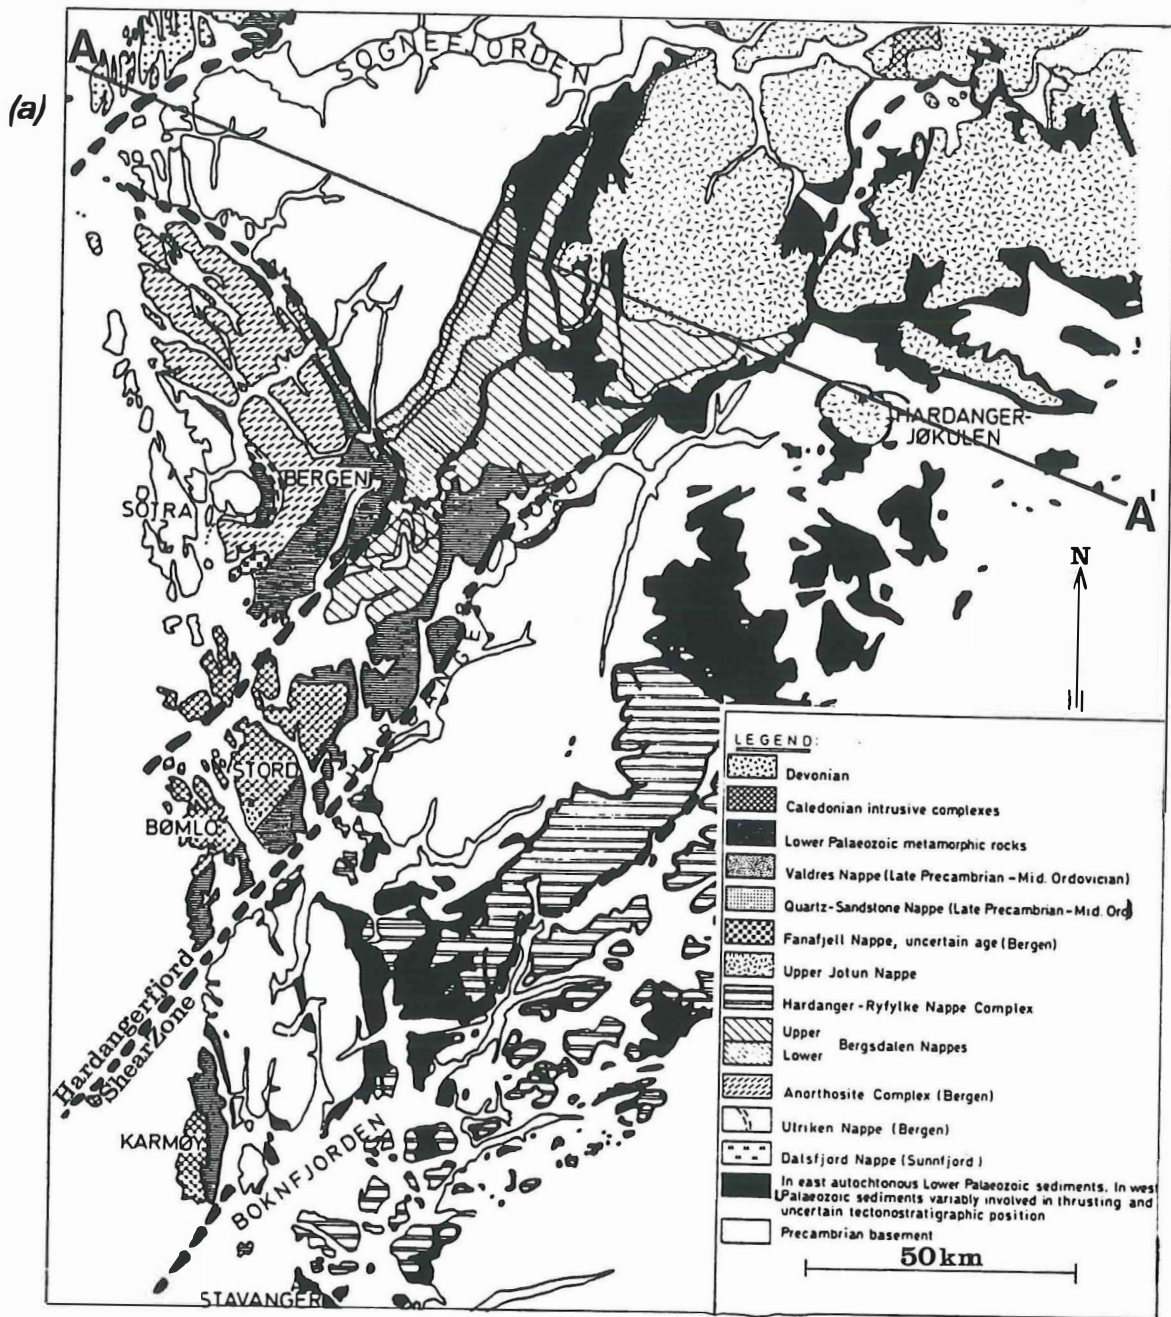 (a)
A
SOGNEFJORDEN
HARDANGER-
JØKULEN
A'
N
BERGEN
SOTRA
STORD
BØMLO
Hardangerfjord
Shear Zone
KARMØY
BOKNFJORDEN
STAVANGER
LEGEND:
Devonian
Caledonian intrusive complexes
Lower Palaeozoic metamorphic rocks
Valdres Nappe (Late Precambrian - Mid. Ordovician)
Quartz-Sandstone Nappe (Late Precambrian - Mid. Ord)
Fanafjell Nappe, uncertain age (Bergen)
Upper Jotun Nappe
Hardanger - Ryfylke Nappe Complex
Upper
Lower
Bergsdalen Nappes
Anorthosite Complex (Bergen)
Ulriken Nappe (Bergen)
Dalsfjord Nappe (Sunnfjord)
In east autochtonous Lower Palaeozoic sediments. In west
Palaeozoic sediments variably involved in thrusting and
uncertain tectonostratigraphic position
Precambrian basement
50km